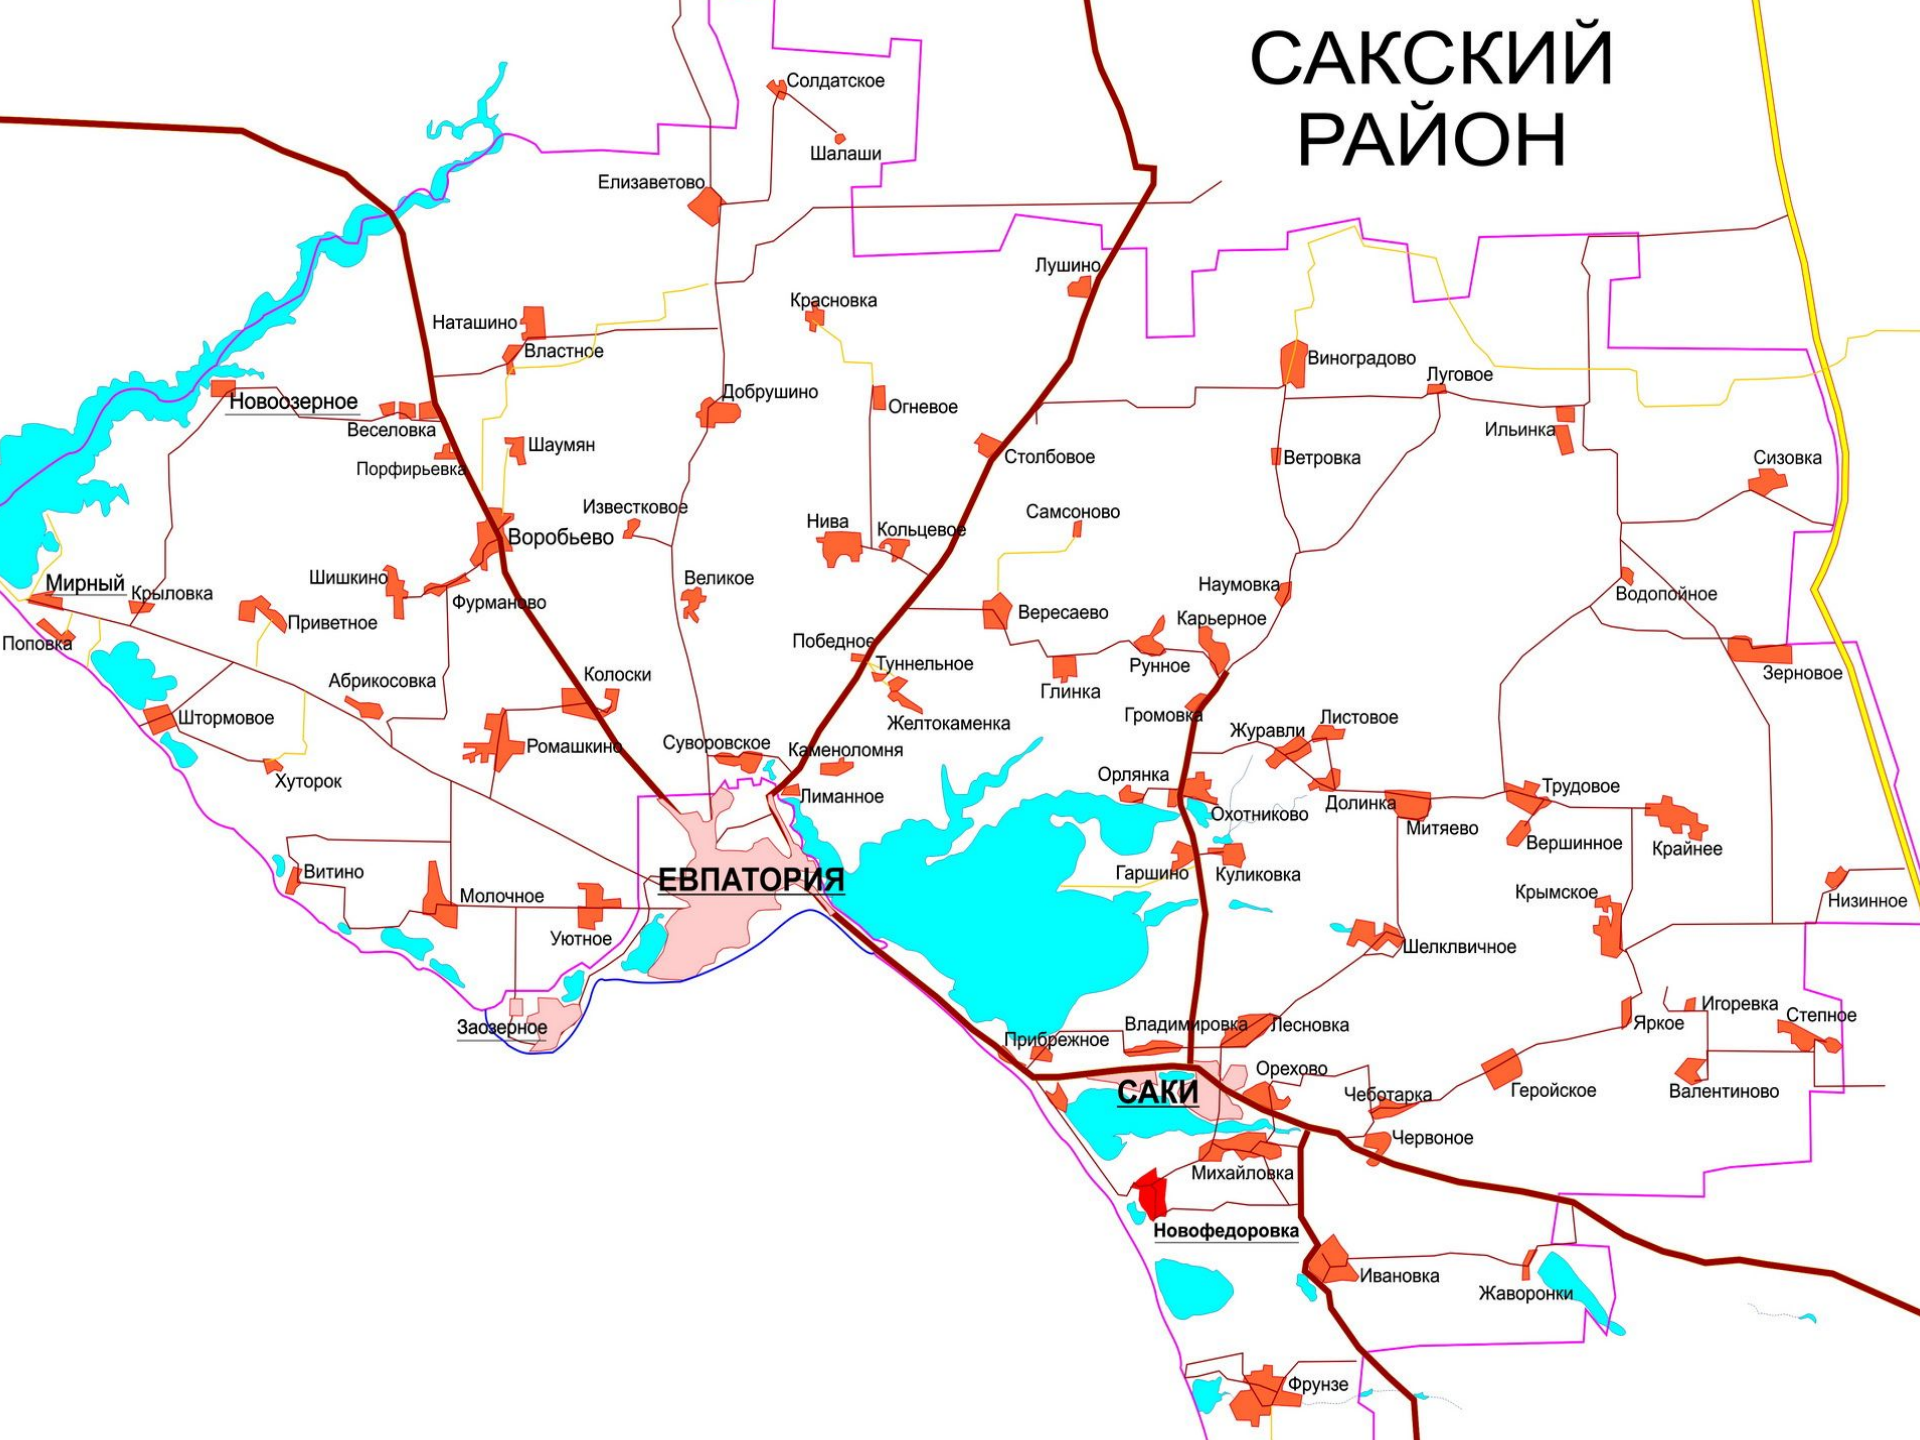 САКСКИЙ
РАЙОН
Солдатское
Шалаши
Елизаветово
Лушино
Красновка
Наташино
Властное
Виноградово
Луговое
Добрушино
Новоозерное
Огневое
Веселовка
Ильинка
Шаумян
Столбовое
Ветровка
Сизовка
Порфирьевка
Известковое
Самсоново
Нива
Кольцевое
Воробьево
Мирный
Крыловка
Шишкино
Великое
Наумовка
Водопойное
Фурманово
Приветное
Вересаево
Карьерное
Поповка
Победное
Туннельное
Рунное
Зерновое
Абрикосовка
Колоски
Глинка
Штормовое
Желтокаменка
Громовка
Листовое
Журавли
Ромашкино
Суворовское
Каменоломня
Хуторок
Орлянка
Трудовое
Лиманное
Долинка
Охотниково
Митяево
Вершинное
Крайнее
Витино
ЕВПАТОРИЯ
Гаршино
Куликовка
Молочное
Крымское
Низинное
Уютное
Шелклвичное
Игоревка
Степное
Заозерное
Владимировка
Лесновка
Яркое
Прибрежное
Орехово
САКИ
Чеботарка
Геройское
Валентиново
Червоное
Михайловка
Новофедоровка
Ивановка
Жаворонки
Фрунзе